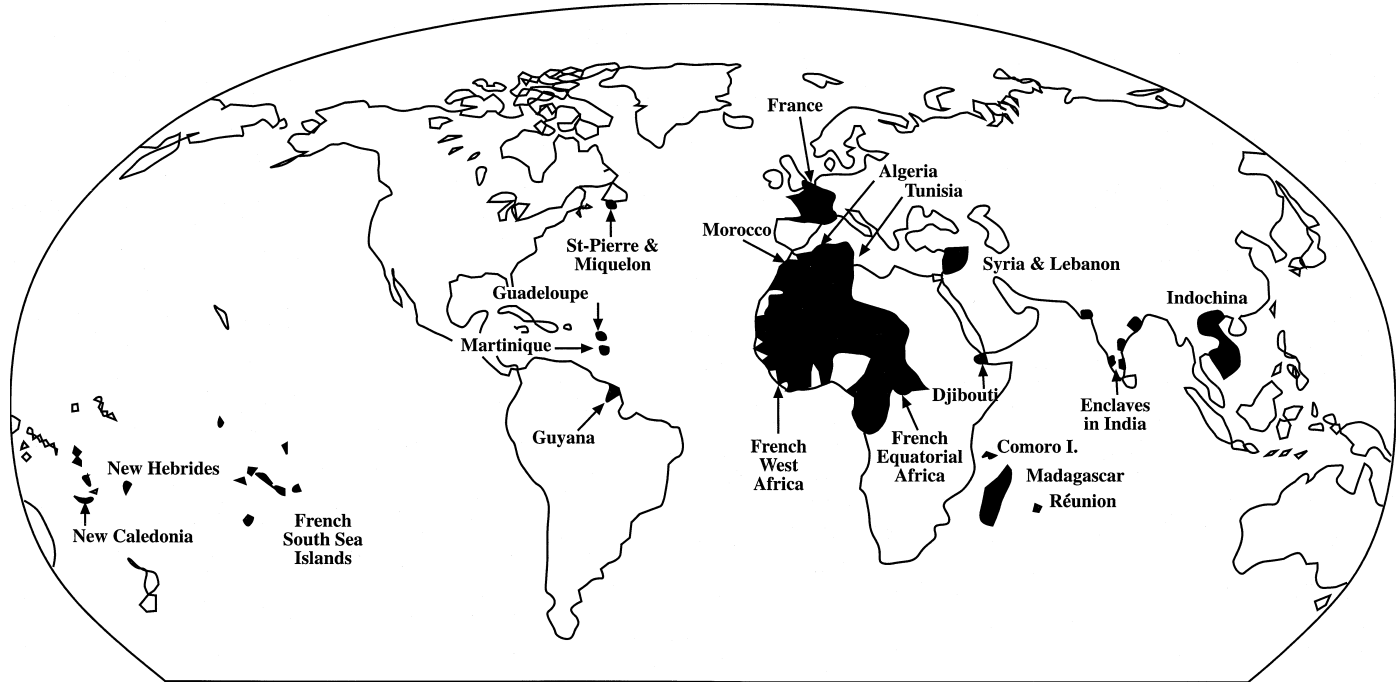 France
Algeria
Tunisia
Morocco
St-Pierre &
Miquelon
Syria & Lebanon
Guadeloupe
Indochina
Martinique
Djibouti
Enclaves
in India
Guyana
French
West
Africa
French
Equatorial
Africa
Comoro I.
New Hebrides
Madagascar
Réunion
New Caledonia
French
South Sea
Islands